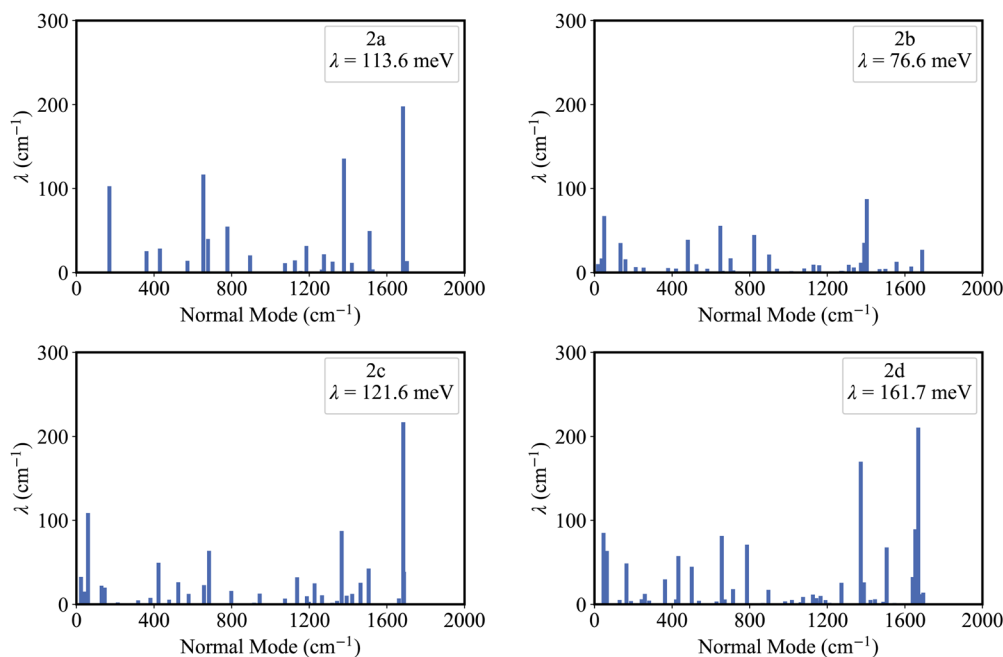 300
200
100
0
λ (cm⁻¹)
2a
λ = 113.6 meV
0 400 800 1200 1600 2000
Normal Mode (cm⁻¹)
300
200
100
0
λ (cm⁻¹)
2b
λ = 76.6 meV
0 400 800 1200 1600 2000
Normal Mode (cm⁻¹)
300
200
100
0
λ (cm⁻¹)
2c
λ = 121.6 meV
0 400 800 1200 1600 2000
Normal Mode (cm⁻¹)
300
200
100
0
λ (cm⁻¹)
2d
λ = 161.7 meV
0 400 800 1200 1600 2000
Normal Mode (cm⁻¹)